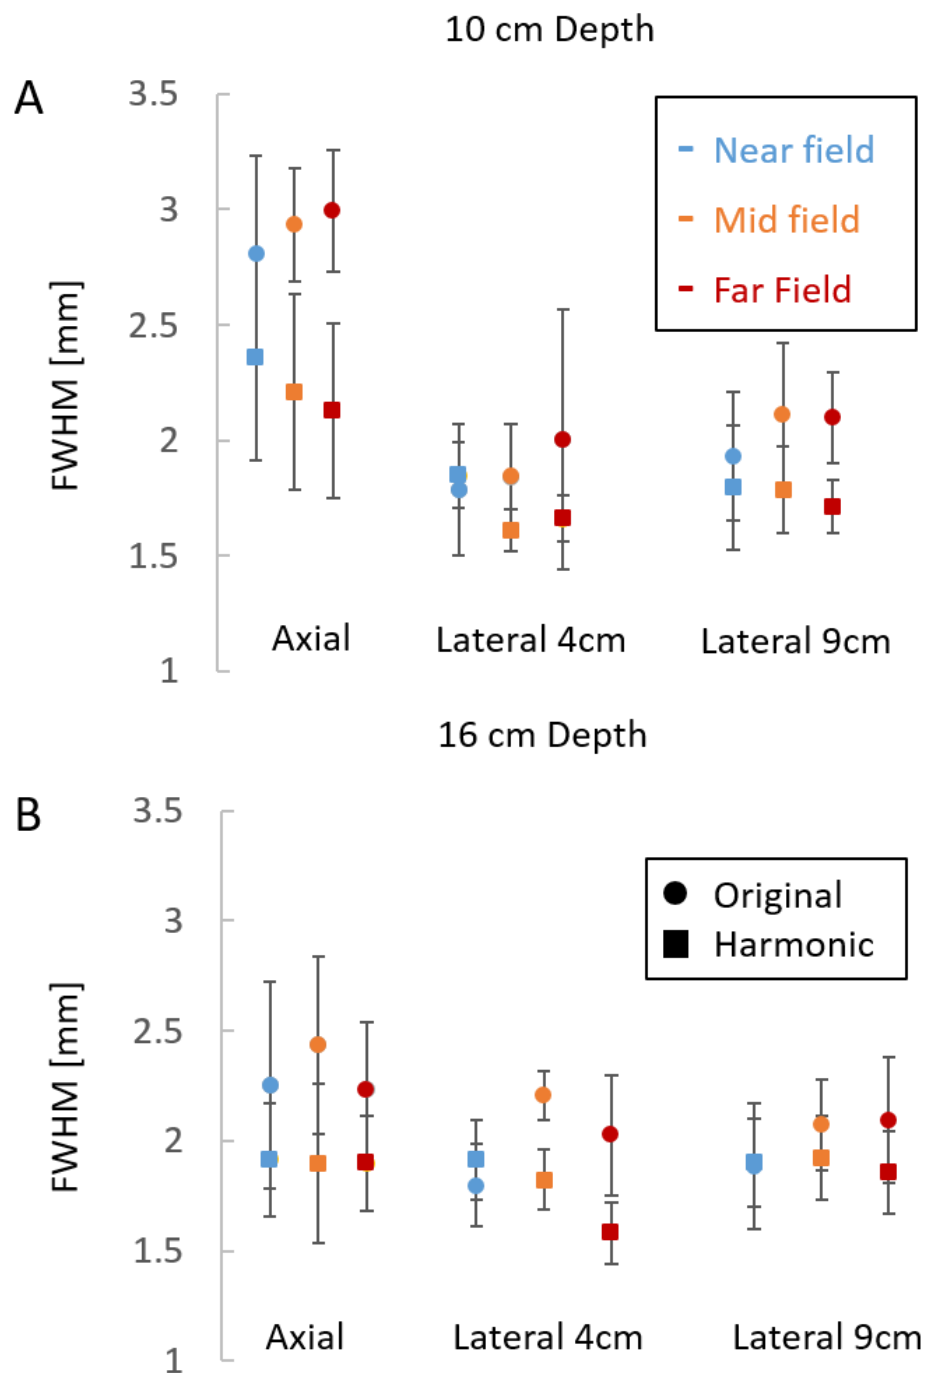 10 cm Depth
A
3.5
3
2.5
2
1.5
1
FWHM [mm]
Near field
Mid field
Far Field
Axial
Lateral 4cm
Lateral 9cm
16 cm Depth
B
3.5
3
2.5
2
1.5
1
FWHM [mm]
Original
Harmonic
Axial
Lateral 4cm
Lateral 9cm